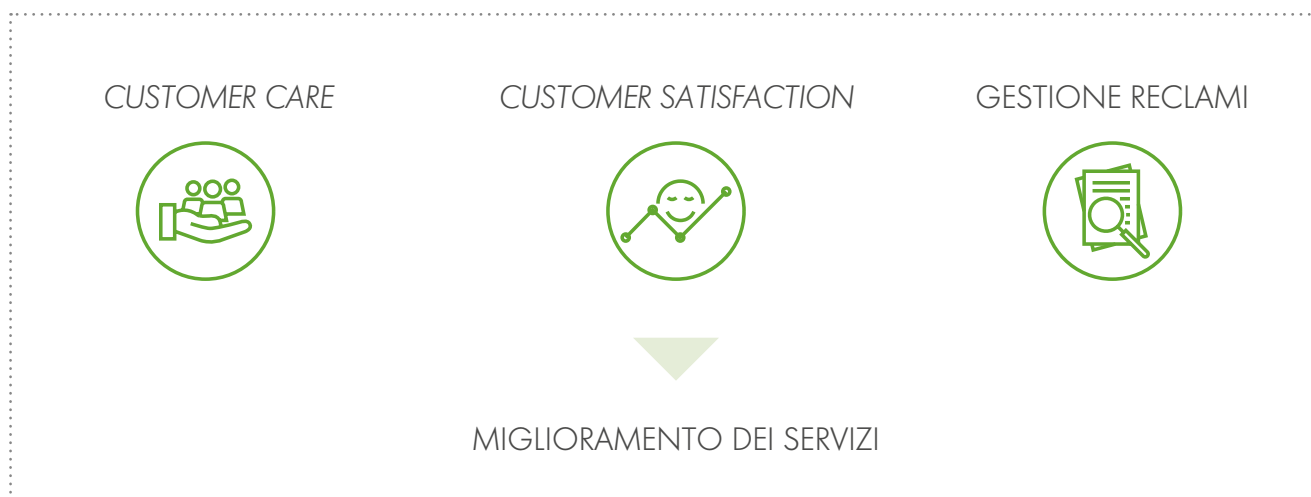 CUSTOMER CARE
CUSTOMER SATISFACTION
GESTIONE RECLAMI
MIGLIORAMENTO DEI SERVIZI